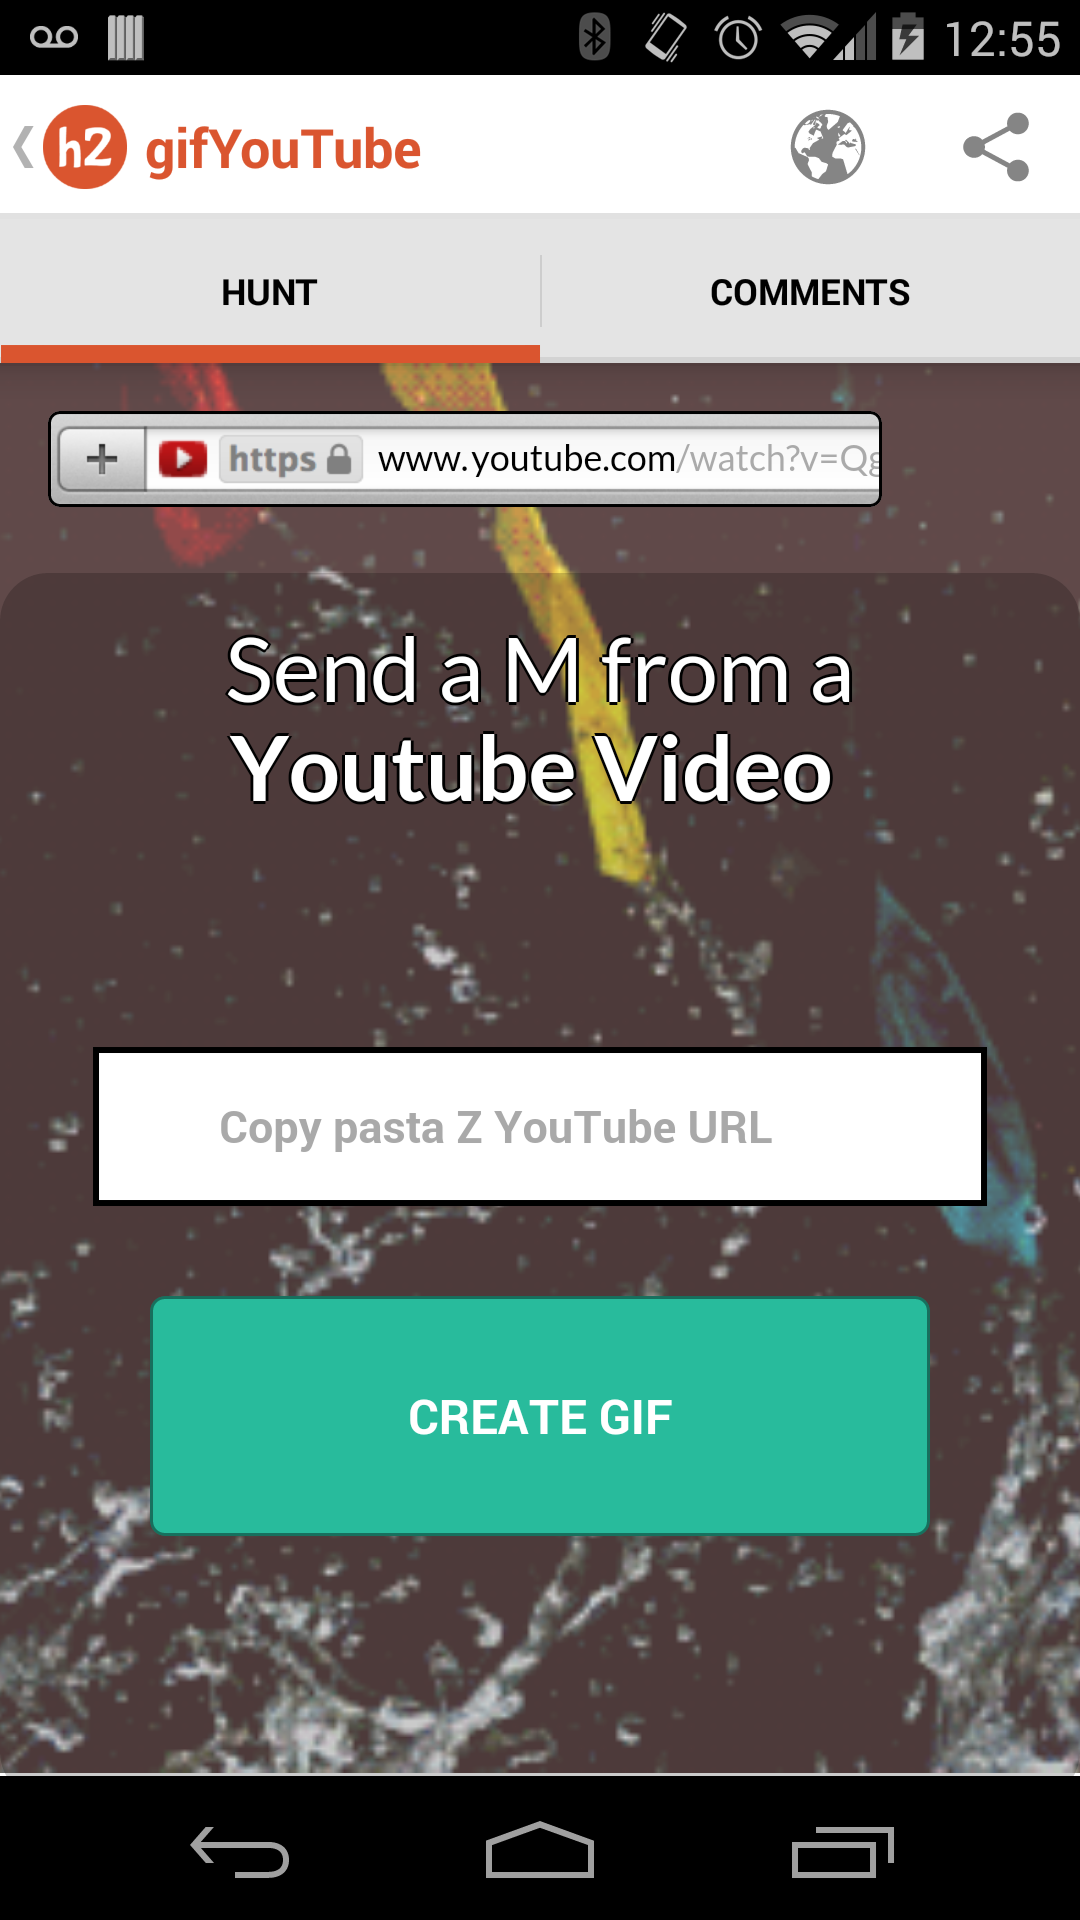 12:55
h2 gifYouTube
HUNT COMMENTS
https www.youtube.com/watch?v=Qg
Send a M from a
Youtube Video
Copy pasta Z YouTube URL
CREATE GIF